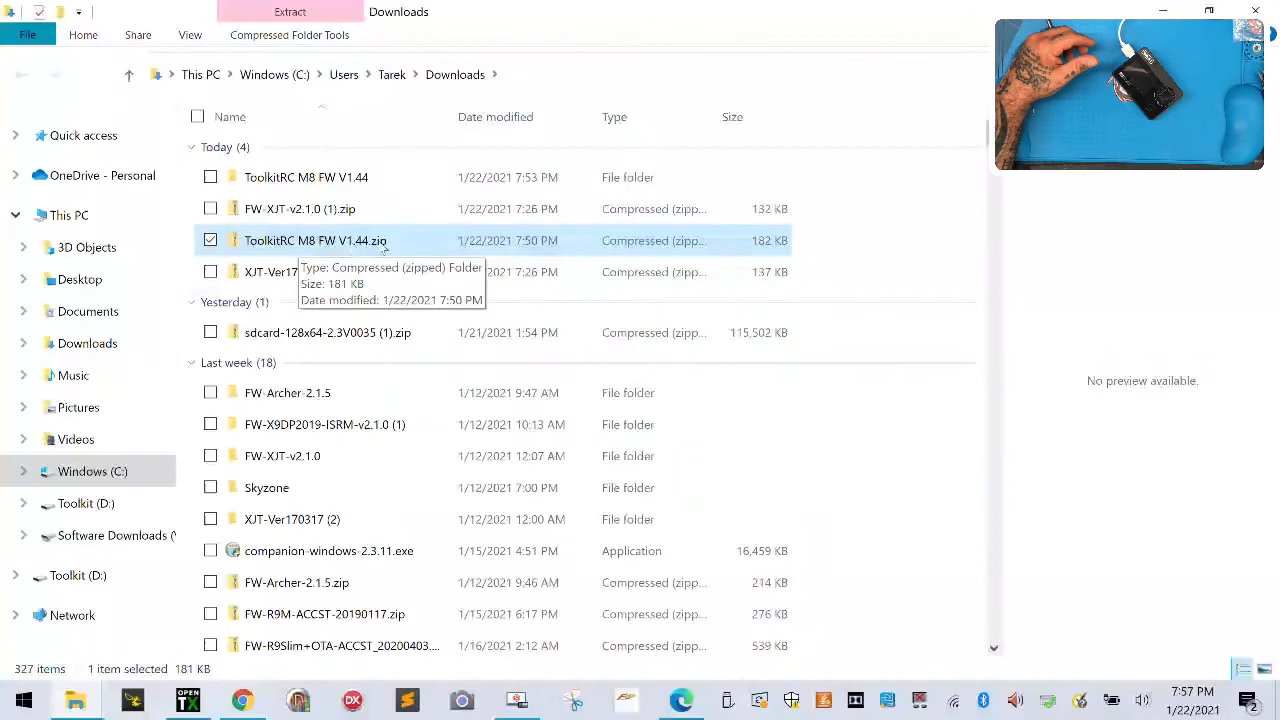 Extract
Downloads
File
Home
Share
View
Compressed Folder Tools
This PC
Windows (C:)
Users
Tarek
Downloads
Name
Date modified
Type
Size
Quick access
OneDrive - Personal
This PC
3D Objects
Desktop
Documents
Downloads
Music
Pictures
Videos
Windows (C:)
Toolkit (D:)
Software Downloads (
Toolkit (D:)
Network
Today (4)
ToolkitRC M8 FW V1.44 1/22/2021 7:53 PM File folder
FW-XJT-v2.1.0 (1).zip 1/22/2021 7:26 PM Compressed (zipp... 132 KB
ToolkitRC M8 FW V1.44.zip 1/22/2021 7:50 PM Compressed (zipp... 182 KB
XJT-Ver17 1/22/2021 7:26 PM Compressed (zipp... 137 KB
Type: Compressed (zipped) Folder
Size: 181 KB
Date modified: 1/22/2021 7:50 PM
Yesterday (1)
sdcard-128x64-2.3V0035 (1).zip 1/21/2021 1:54 PM Compressed (zipp... 115,502 KB
Last week (18)
FW-Archer-2.1.5 1/12/2021 9:47 AM File folder
FW-X9DP2019-ISRM-v2.1.0 (1) 1/12/2021 10:13 AM File folder
FW-XJT-v2.1.0 1/12/2021 12:07 AM File folder
Skyzone 1/12/2021 7:00 PM File folder
XJT-Ver170317 (2) 1/12/2021 12:00 AM File folder
companion-windows-2.3.11.exe 1/15/2021 4:51 PM Application 16,459 KB
FW-Archer-2.1.5.zip 1/12/2021 9:46 AM Compressed (zipp... 214 KB
FW-R9M-ACCST-20190117.zip 1/15/2021 6:17 PM Compressed (zipp... 276 KB
FW-R9Slim+OTA-ACCST_20200403.... 1/16/2021 2:12 AM Compressed (zipp... 539 KB
No preview available.
327 items 1 item selected 181 KB
OPEN
TX
DX
7:57 PM
1/22/2021
2